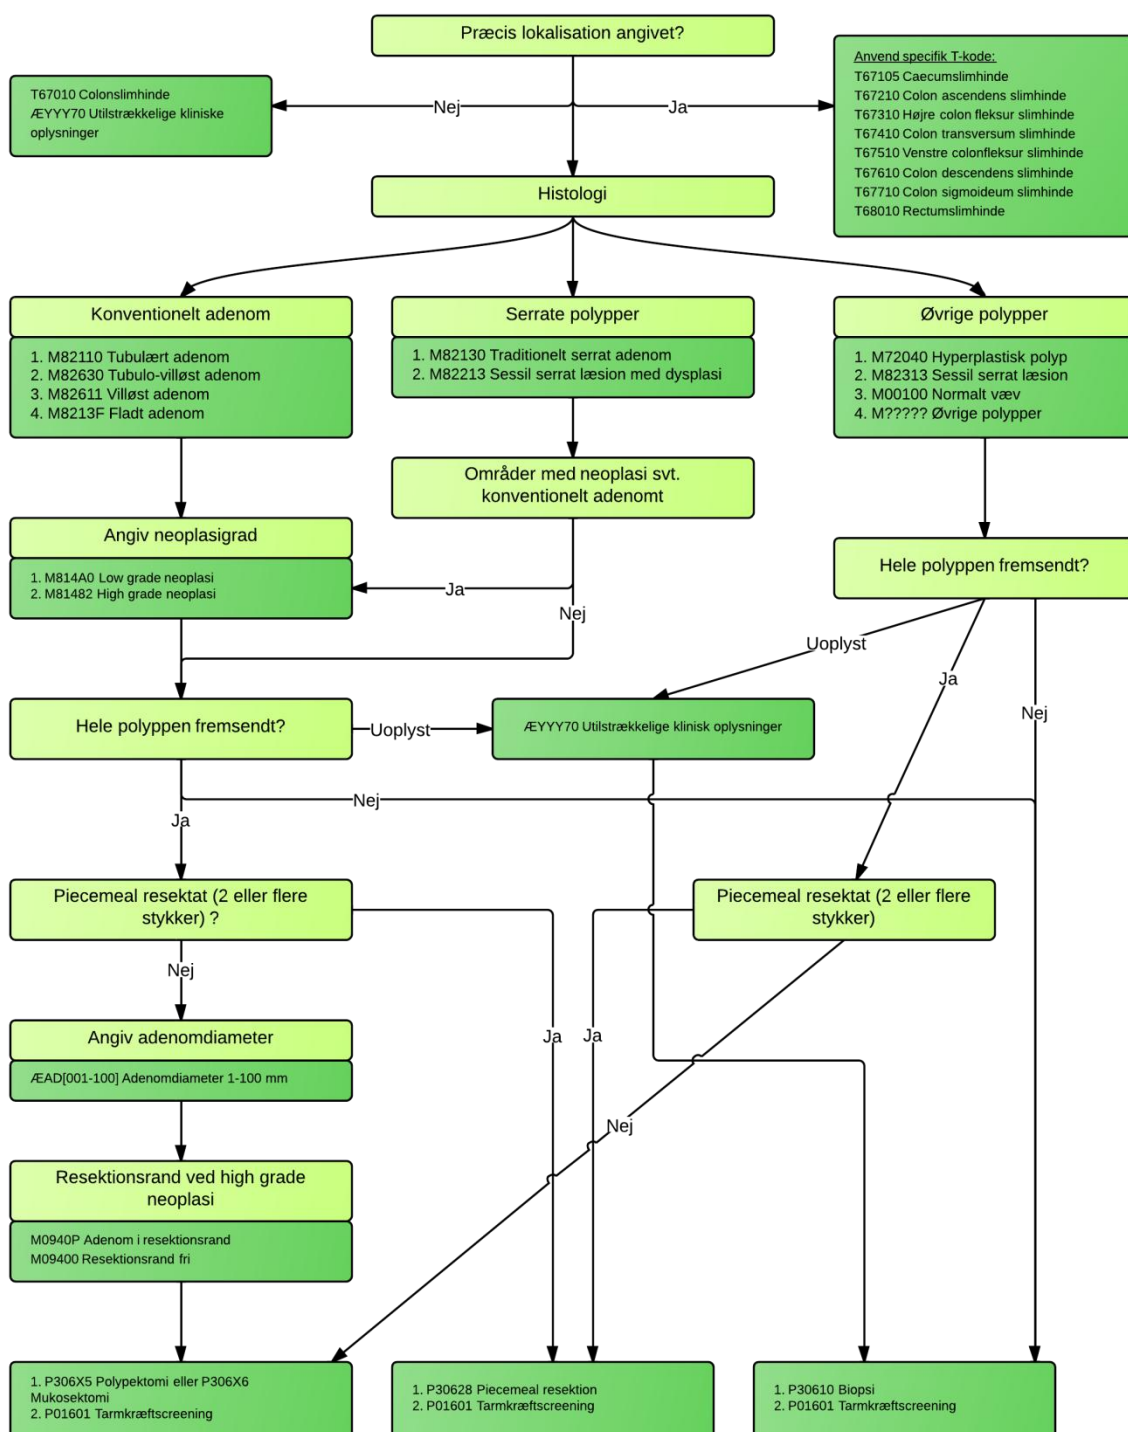 Præcis lokalisation angivet?
Nej
Ja
T67010 Colonslimhinde
ÆYYY70 Utilstrækkelige kliniske
oplysninger
Anvend specifik T-kode:
T67105 Caecumslimhinde
T67210 Colon ascendens slimhinde
T67310 Højre colon fleksur slimhinde
T67410 Colon transversum slimhinde
T67510 Venstre colonfleksur slimhinde
T67610 Colon descendens slimhinde
T67710 Colon sigmoideum slimhinde
T68010 Rectumslimhinde
Histologi
Konventionelt adenom
1. M82110 Tubulært adenom
2. M82630 Tubulo-villøst adenom
3. M82611 Villøst adenom
4. M8213F Fladt adenom
Serrate polypper
1. M82130 Traditionelt serrat adenom
2. M82213 Sessil serrat læsion med dysplasi
Øvrige polypper
1. M72040 Hyperplastisk polyp
2. M82313 Sessil serrat læsion
3. M00100 Normalt væv
4. M????? Øvrige polypper
Områder med neoplasi svt.
konventionelt adenomt
Angiv neoplasigrad
1. M814A0 Low grade neoplasi
2. M81482 High grade neoplasi
Ja
Nej
Hele polyppen fremsendt?
Uoplyst
Ja
Nej
Hele polyppen fremsendt?
Uoplyst
ÆYYY70 Utilstrækkelige klinisk oplysninger
Nej
Ja
Piecemeal resektat (2 eller flere
stykker) ?
Piecemeal resektat (2 eller flere
stykker)
Nej
Angiv adenomdiameter
ÆAD[001-100] Adenomdiameter 1-100 mm
Ja
Ja
Nej
Resektionsrand ved high grade
neoplasi
M0940P Adenom i resektionsrand
M09400 Resektionsrand fri
1. P306X5 Polypektomi eller P306X6
Mukosektomi
2. P01601 Tarmkræftscreening
1. P30628 Piecemeal resektion
2. P01601 Tarmkræftscreening
1. P30610 Biopsi
2. P01601 Tarmkræftscreening